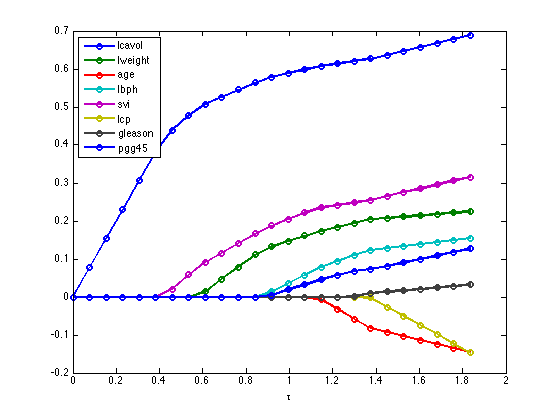 0.7
0.6
0.5
0.4
0.3
0.2
0.1
0
-0.1
-0.2
lcavol
lweight
age
lbph
svi
lcp
gleason
pgg45
0 0.2 0.4 0.6 0.8 1 1.2 1.4 1.6 1.8 2
τ